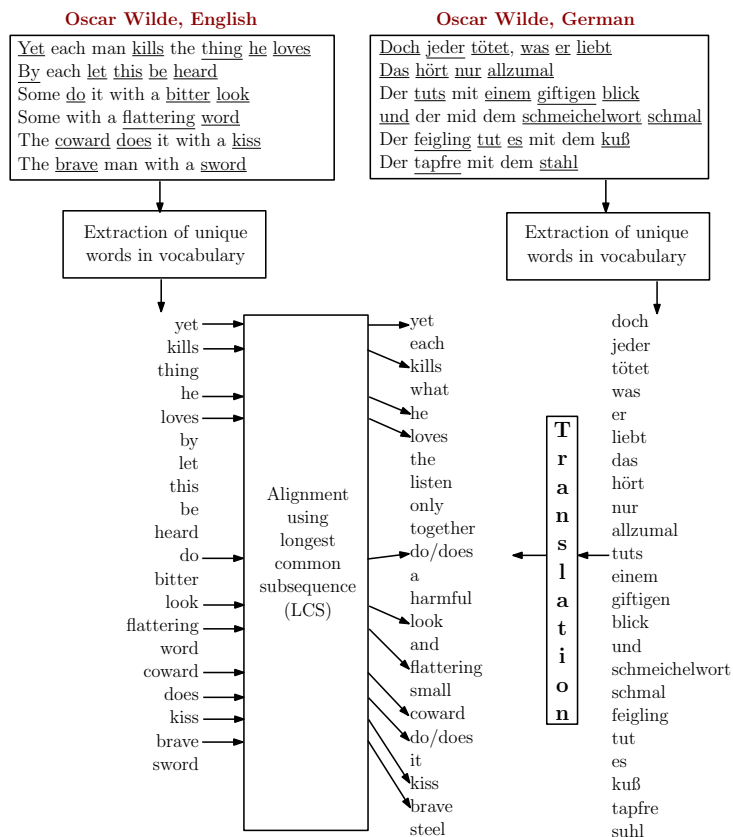 Oscar Wilde, English
Yet each man kills the thing he loves
By each let this be heard
Some do it with a bitter look
Some with a flattering word
The coward does it with a kiss
The brave man with a sword
Extraction of unique
words in vocabulary
Oscar Wilde, German
Doch jeder tötet, was er liebt
Das hört nur allzumal
Der tuts mit einem giftigen blick
und der mid dem schmeichelwort schmal
Der feigling tut es mit dem kuß
Der tapfre mit dem stahl
Extraction of unique
words in vocabulary
yet
kills
thing
he
loves
by
let
this
be
heard
do
bitter
look
flattering
word
coward
does
kiss
brave
sword
Alignment
using
longest
common
subsequence
(LCS)
yet
each
kills
what
he
loves
the
listen
only
together
do/does
a
harmful
look
and
flattering
small
coward
do/does
it
kiss
brave
steel
Translation
doch
jeder
tötet
was
er
liebt
das
hört
nur
allzumal
tuts
einem
giftigen
blick
und
schmeichelwort
schmal
feigling
tut
es
kuß
tapfre
suhl